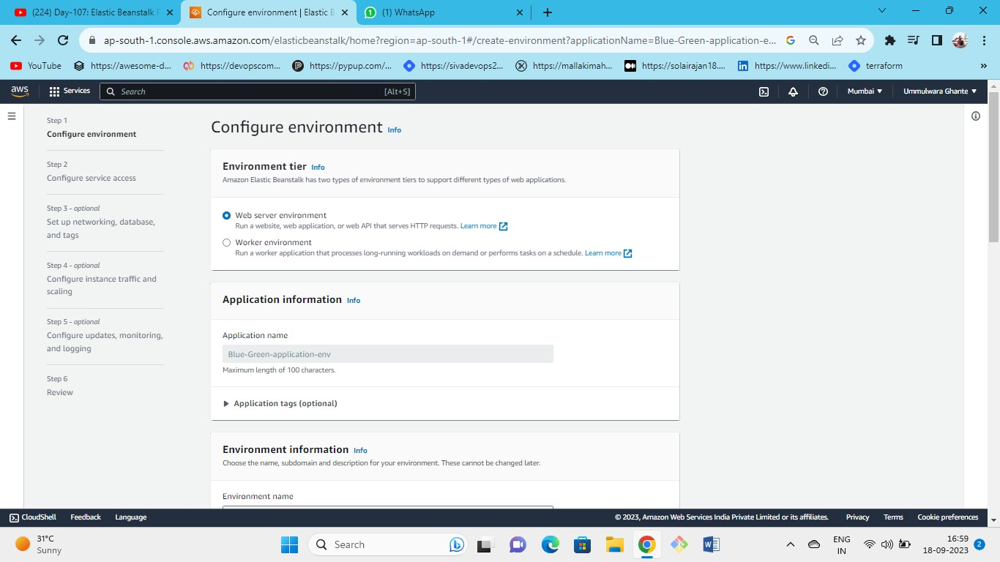 (224) Day-107: Elastic Beanstalk
Configure environment | Elastic B
(1) WhatsApp
ap-south-1.console.aws.amazon.com/elasticbeanstalk/home?region=ap-south-1#/create-environment?applicationName=Blue-Green-application-e...
YouTube
https://awesome-d...
https://devopscom...
https://pypup.com/...
https://sivadevops2...
https://mallakimah...
https://solairajan18....
https://www.linkedi...
terraform
aws
Services
Search
[Alt+S]
Mumbai
Ummulwara Ghante
Step 1
Configure environment
Step 2
Configure service access
Step 3 - optional
Set up networking, database,
and tags
Step 4 - optional
Configure instance traffic and
scaling
Step 5 - optional
Configure updates, monitoring,
and logging
Step 6
Review
Configure environment Info
Environment tier Info
Amazon Elastic Beanstalk has two types of environment tiers to support different types of web applications.
Web server environment
Run a website, web application, or web API that serves HTTP requests. Learn more
Worker environment
Run a worker application that processes long-running workloads on demand or performs tasks on a schedule. Learn more
Application information Info
Application name
Blue-Green-application-env
Maximum length of 100 characters.
Application tags (optional)
Environment information Info
Choose the name, subdomain and description for your environment. These cannot be changed later.
Environment name
CloudShell
Feedback
Language
© 2023, Amazon Web Services India Private Limited or its affiliates.
Privacy
Terms
Cookie preferences
31°C
Sunny
Search
ENG
IN
16:59
18-09-2023
2